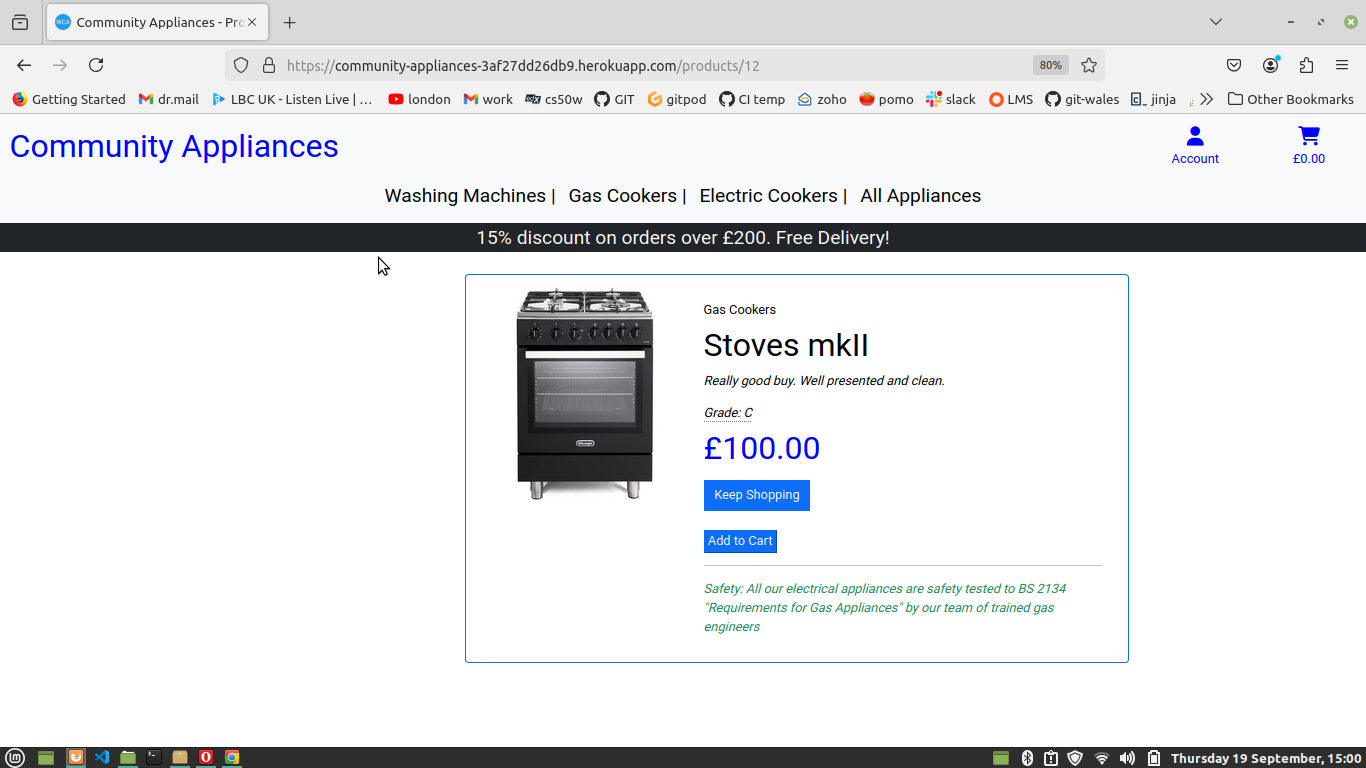 Community Appliances - Pro
https://community-appliances-3af27dd26db9.herokuapp.com/products/12
80%
Getting Started
dr.mail
LBC UK - Listen Live | …
london
work
cs50w
GIT
gitpod
CI temp
zoho
pomo
slack
LMS
git-wales
jinja
Other Bookmarks
Community Appliances
Account
£0.00
Washing Machines | Gas Cookers | Electric Cookers | All Appliances
15% discount on orders over £200. Free Delivery!
Gas Cookers
Stoves mkII
Really good buy. Well presented and clean.
Grade: C
£100.00
Keep Shopping
Add to Cart
Safety: All our electrical appliances are safety tested to BS 2134
"Requirements for Gas Appliances" by our team of trained gas
engineers
Thursday 19 September, 15:00